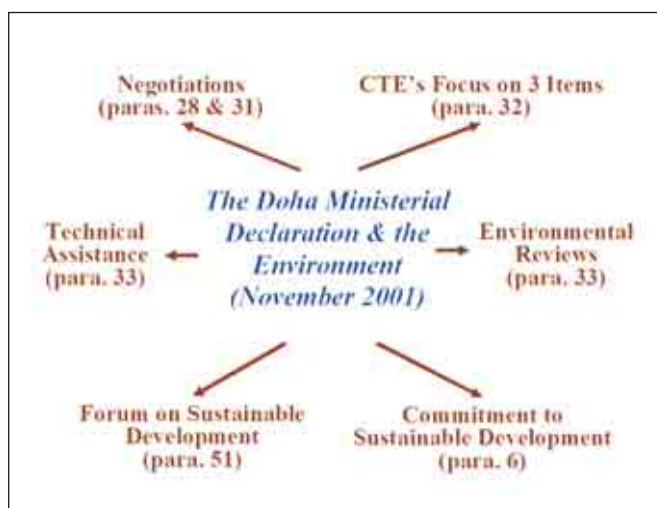 Negotiations
(paras. 28 & 31)
CTE's Focus on 3 Items
(para. 32)
The Doha Ministerial
Declaration & the
Environment
(November 2001)
Technical
Assistance
(para. 33)
Environmental
Reviews
(para. 33)
Forum on Sustainable
Development
(para. 51)
Commitment to
Sustainable Development
(para. 6)